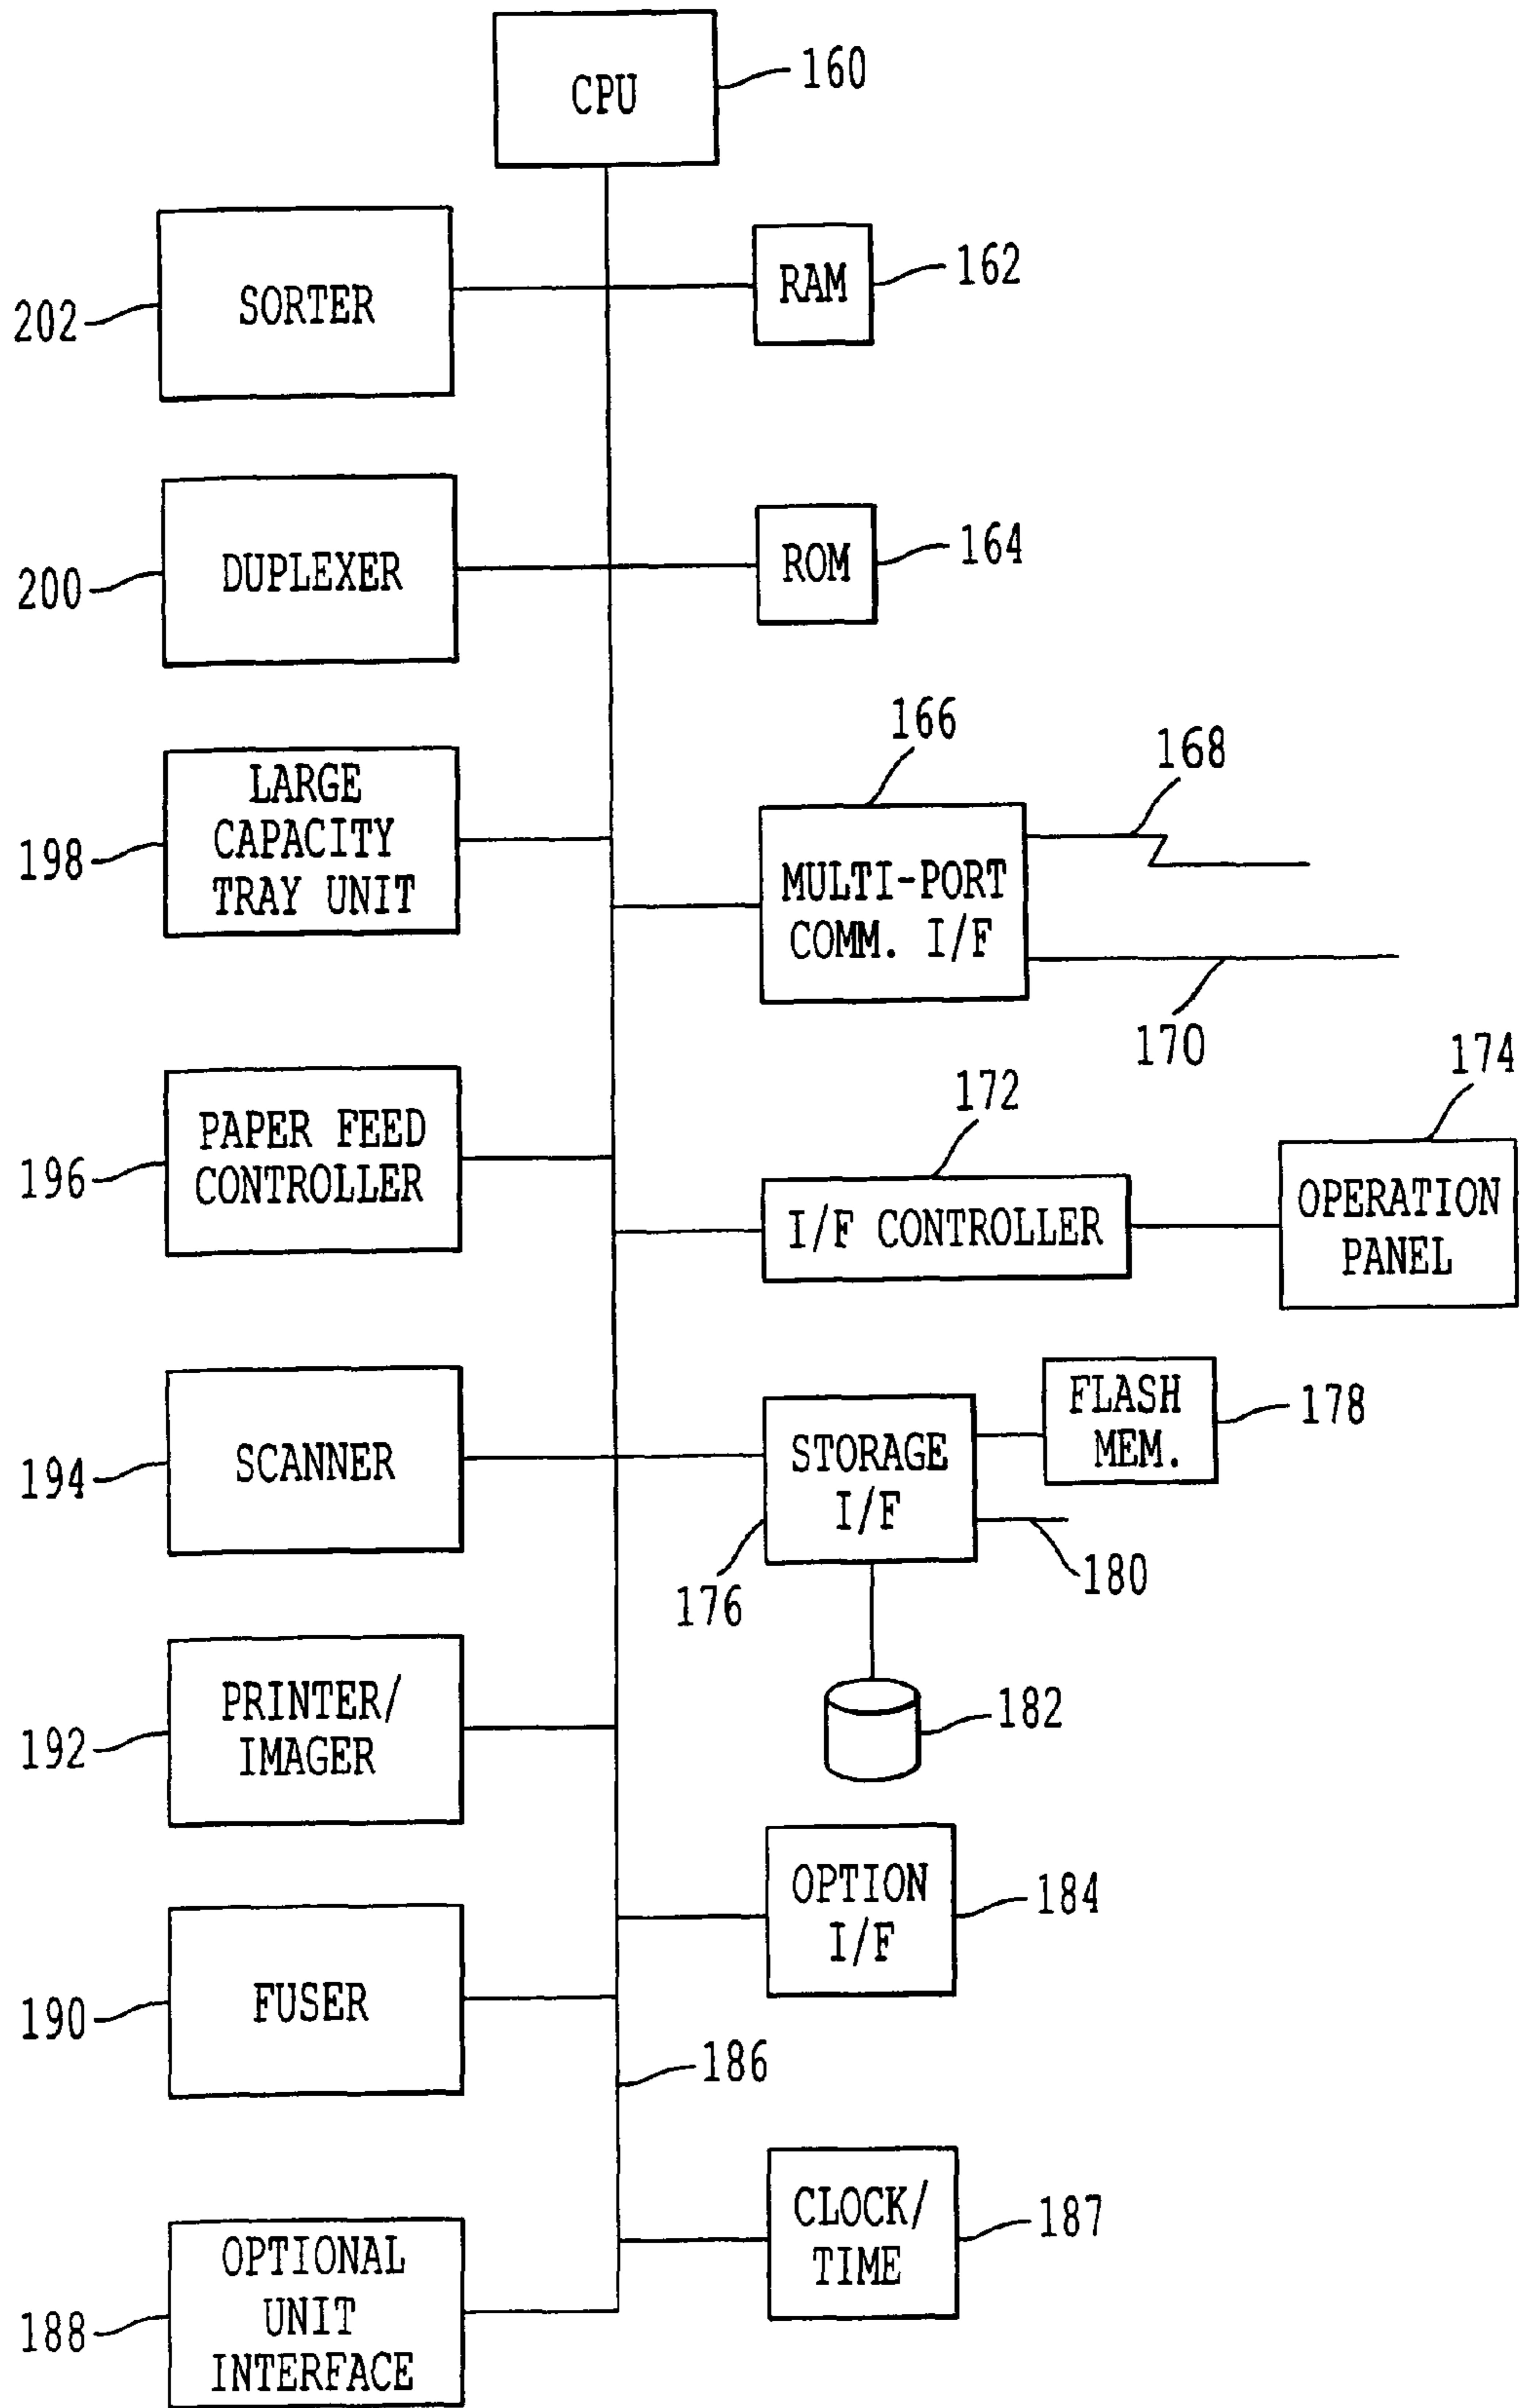 CPU
160
SORTER
202
RAM
162
DUPLEXER
200
ROM
164
LARGE
CAPACITY
TRAY UNIT
198
166
168
MULTI-PORT
COMM. I/F
170
PAPER FEED
CONTROLLER
196
172
I/F CONTROLLER
174
OPERATION
PANEL
SCANNER
194
STORAGE
I/F
176
FLASH
MEM.
178
180
182
PRINTER/
IMAGER
192
OPTION
I/F
184
FUSER
190
186
CLOCK/
TIME
187
OPTIONAL
UNIT
INTERFACE
188